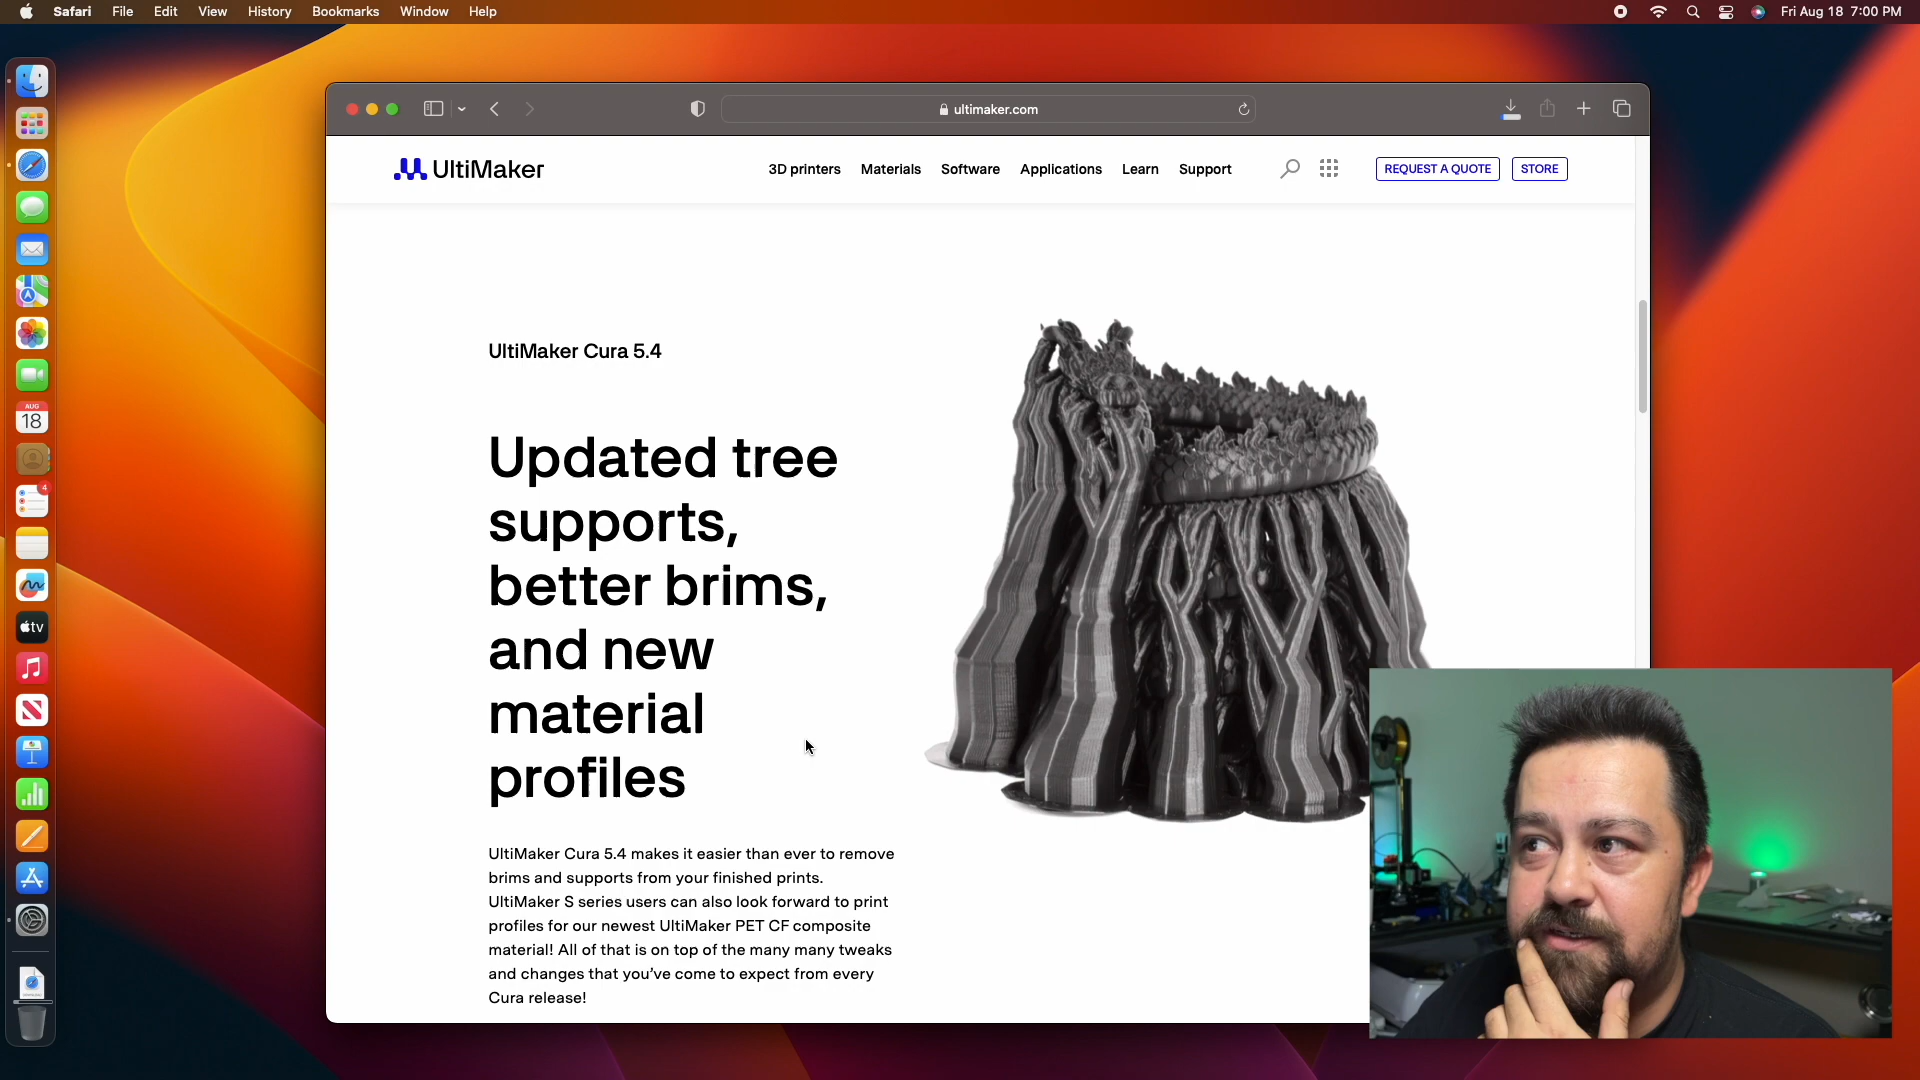 Safari File Edit View History Bookmarks Window Help
Fri Aug 18 7:00 PM
ultimaker.com
UltiMaker
3D printers Materials Software Applications Learn Support
REQUEST A QUOTE STORE
UltiMaker Cura 5.4
Updated tree
supports,
better brims,
and new
material
profiles
UltiMaker Cura 5.4 makes it easier than ever to remove
brims and supports from your finished prints.
UltiMaker S series users can also look forward to print
profiles for our newest UltiMaker PET CF composite
material! All of that is on top of the many many tweaks
and changes that you’ve come to expect from every
Cura release!
AUG
18
4
tv